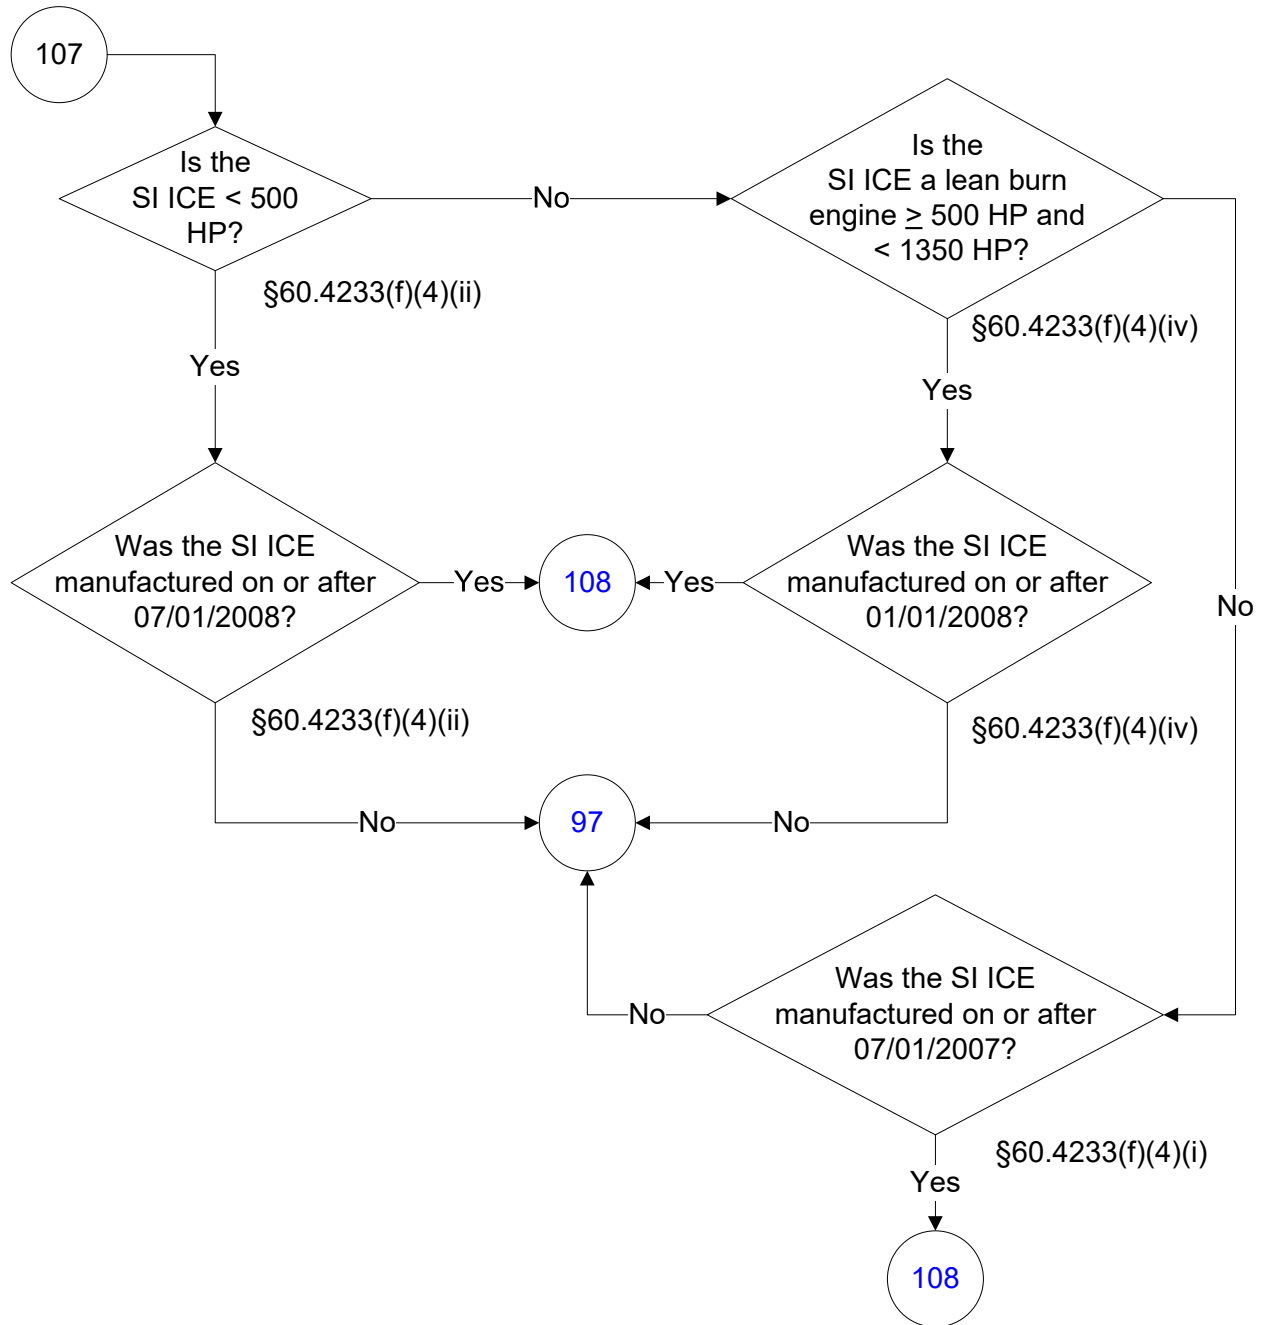 107
Is the
SI ICE < 500
HP?
§60.4233(f)(4)(ii)
No
Is the
SI ICE a lean burn
engine ≥ 500 HP and
< 1350 HP?
§60.4233(f)(4)(iv)
Yes
Yes
No
Was the SI ICE
manufactured on or after
07/01/2008?
§60.4233(f)(4)(ii)
Yes
108
Yes
Was the SI ICE
manufactured on or after
01/01/2008?
§60.4233(f)(4)(iv)
No
97
No
No
Was the SI ICE
manufactured on or after
07/01/2007?
§60.4233(f)(4)(i)
Yes
108